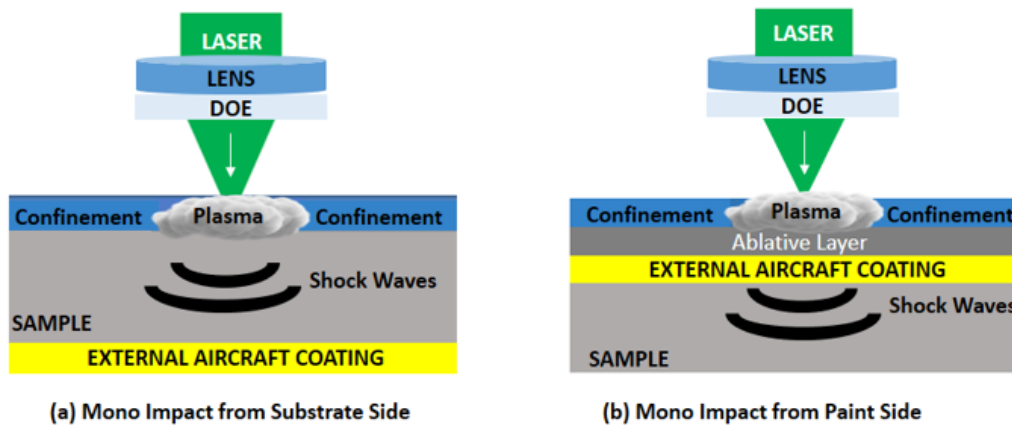 LASER
LENS
DOE
Confinement Plasma Confinement
Shock Waves
SAMPLE
EXTERNAL AIRCRAFT COATING
(a) Mono Impact from Substrate Side
LASER
LENS
DOE
Confinement Plasma Confinement
Ablative Layer
EXTERNAL AIRCRAFT COATING
Shock Waves
SAMPLE
(b) Mono Impact from Paint Side